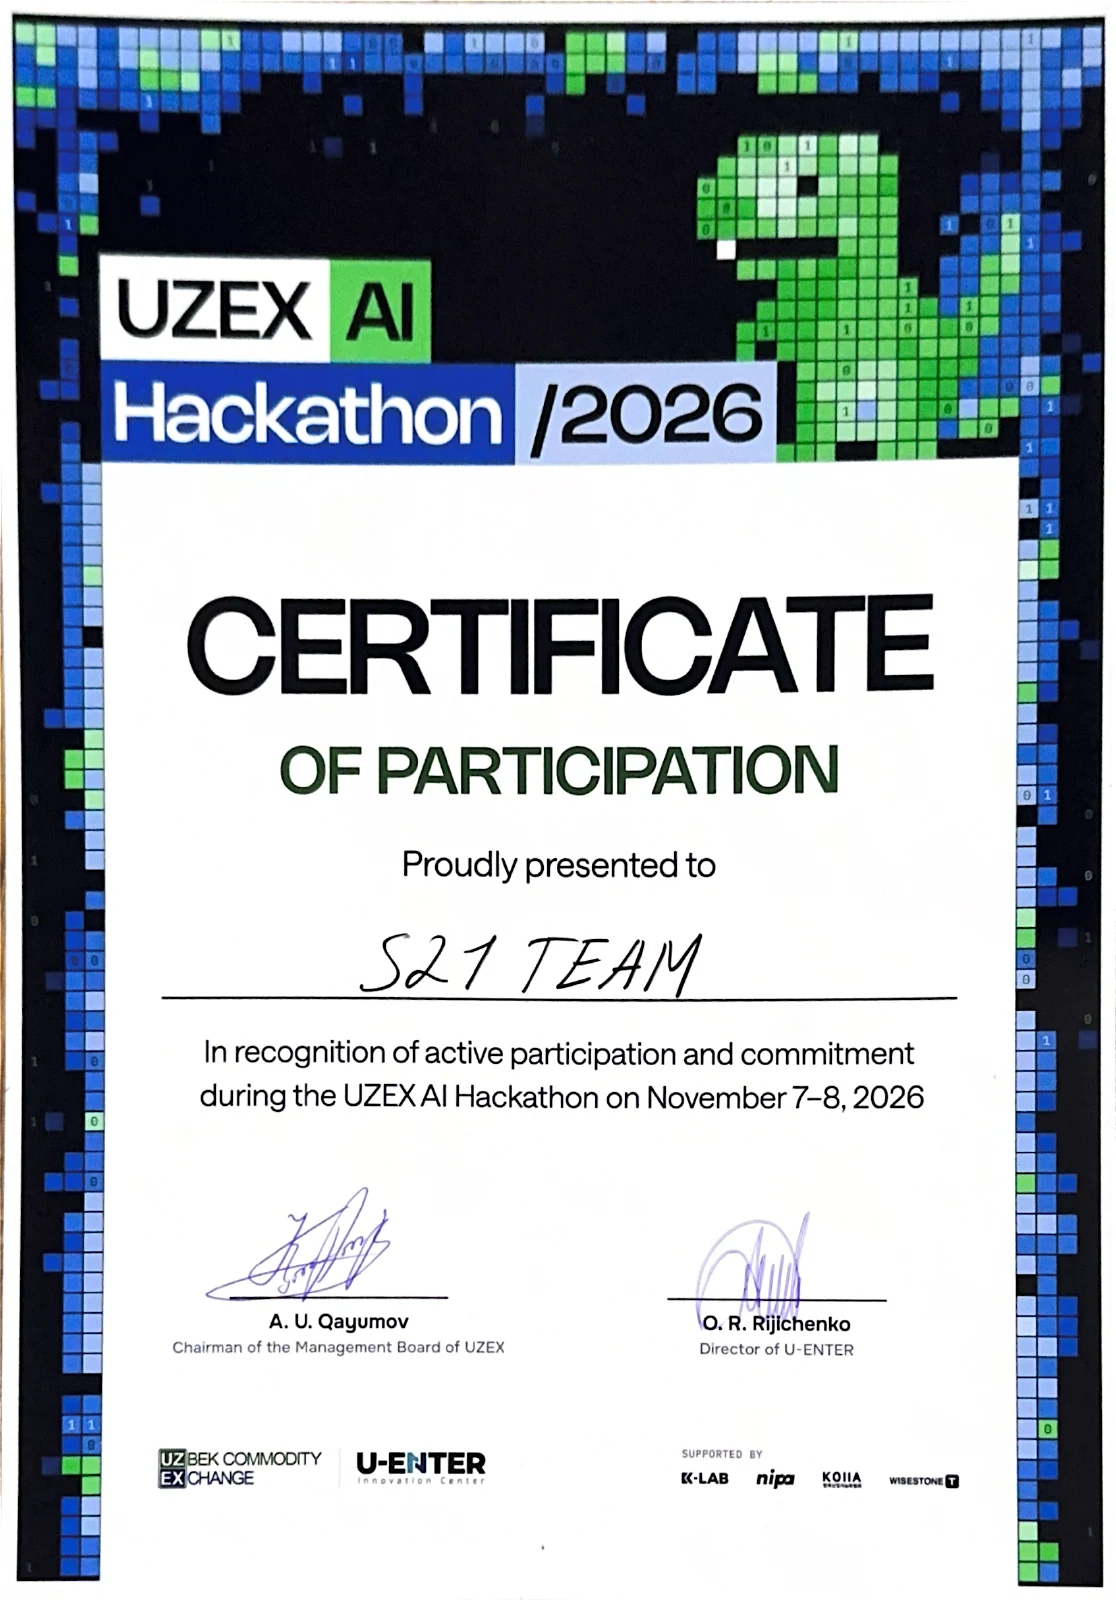 UZEX AI
Hackathon /2026
CERTIFICATE
OF PARTICIPATION
Proudly presented to
S21 TEAM
In recognition of active participation and commitment
during the UZEX AI Hackathon on November 7–8, 2026
A. U. Qayumov
Chairman of the Management Board of UZEX
O. R. Rijichenko
Director of U-ENTER
UZBEK COMMODITY
EXCHANGE
U-ENTER
Innovation Center
SUPPORTED BY
K-LAB nipa KOIIA WISESTONE T